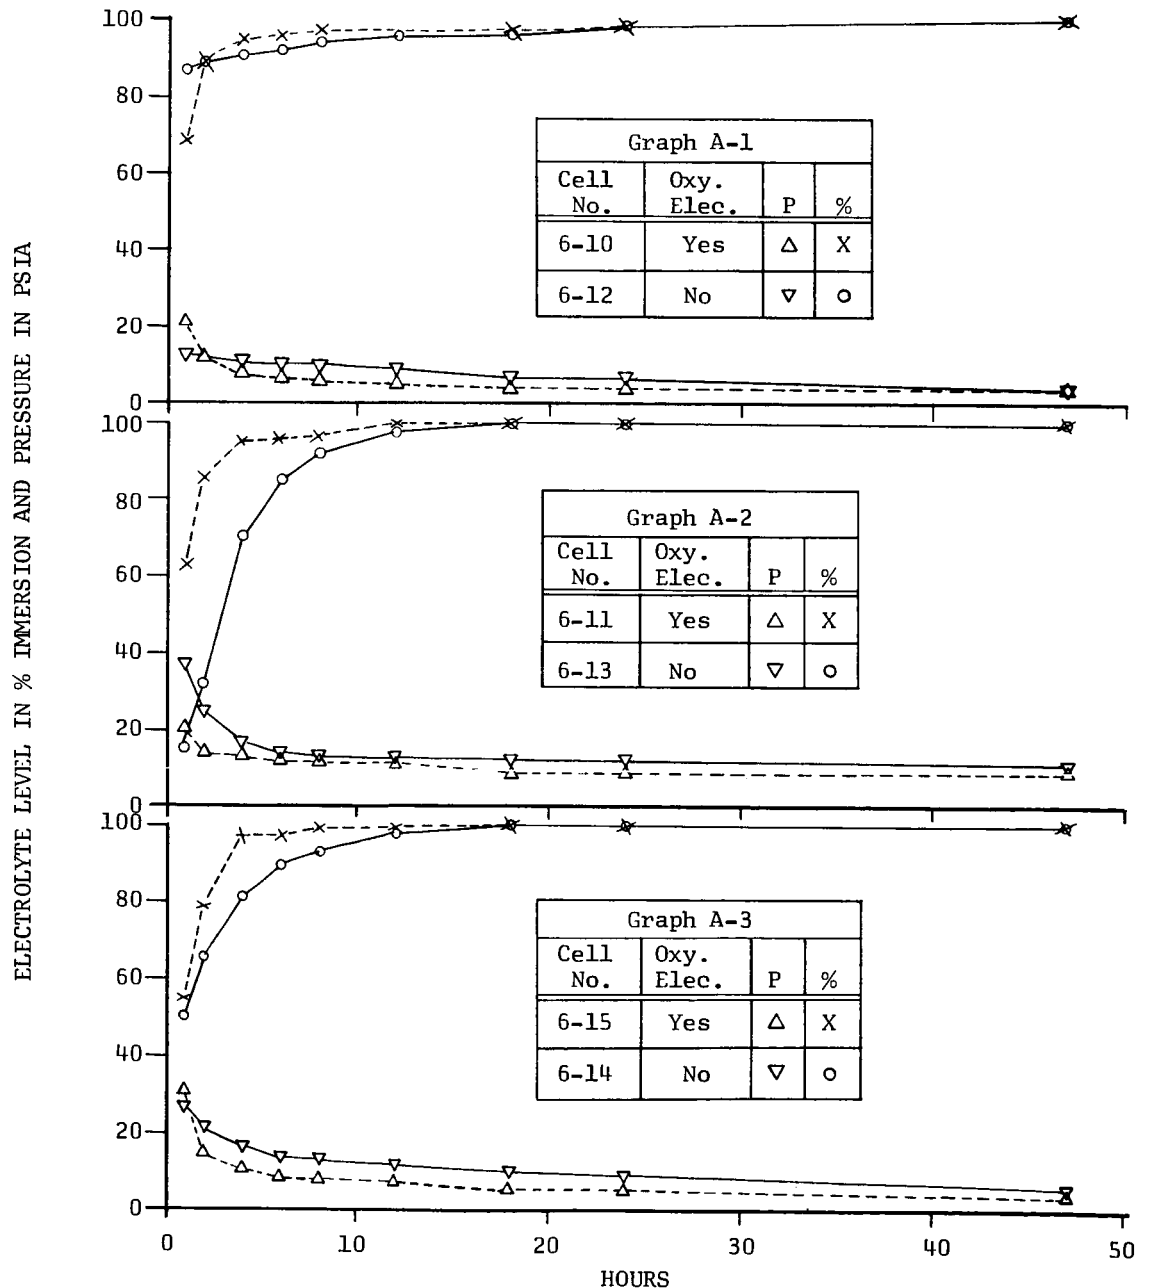 ELECTROLYTE LEVEL IN % IMMERSION AND PRESSURE IN PSIA
100
80
60
40
20
0
Graph A-1
Cell No. Oxy. Elec. P %
6-10 Yes △ X
6-12 No ▽ O
100
80
60
40
20
0
Graph A-2
Cell No. Oxy. Elec. P %
6-11 Yes △ X
6-13 No ▽ O
100
80
60
40
20
0
Graph A-3
Cell No. Oxy. Elec. P %
6-15 Yes △ X
6-14 No ▽ O
0 10 20 30 40 50
HOURS